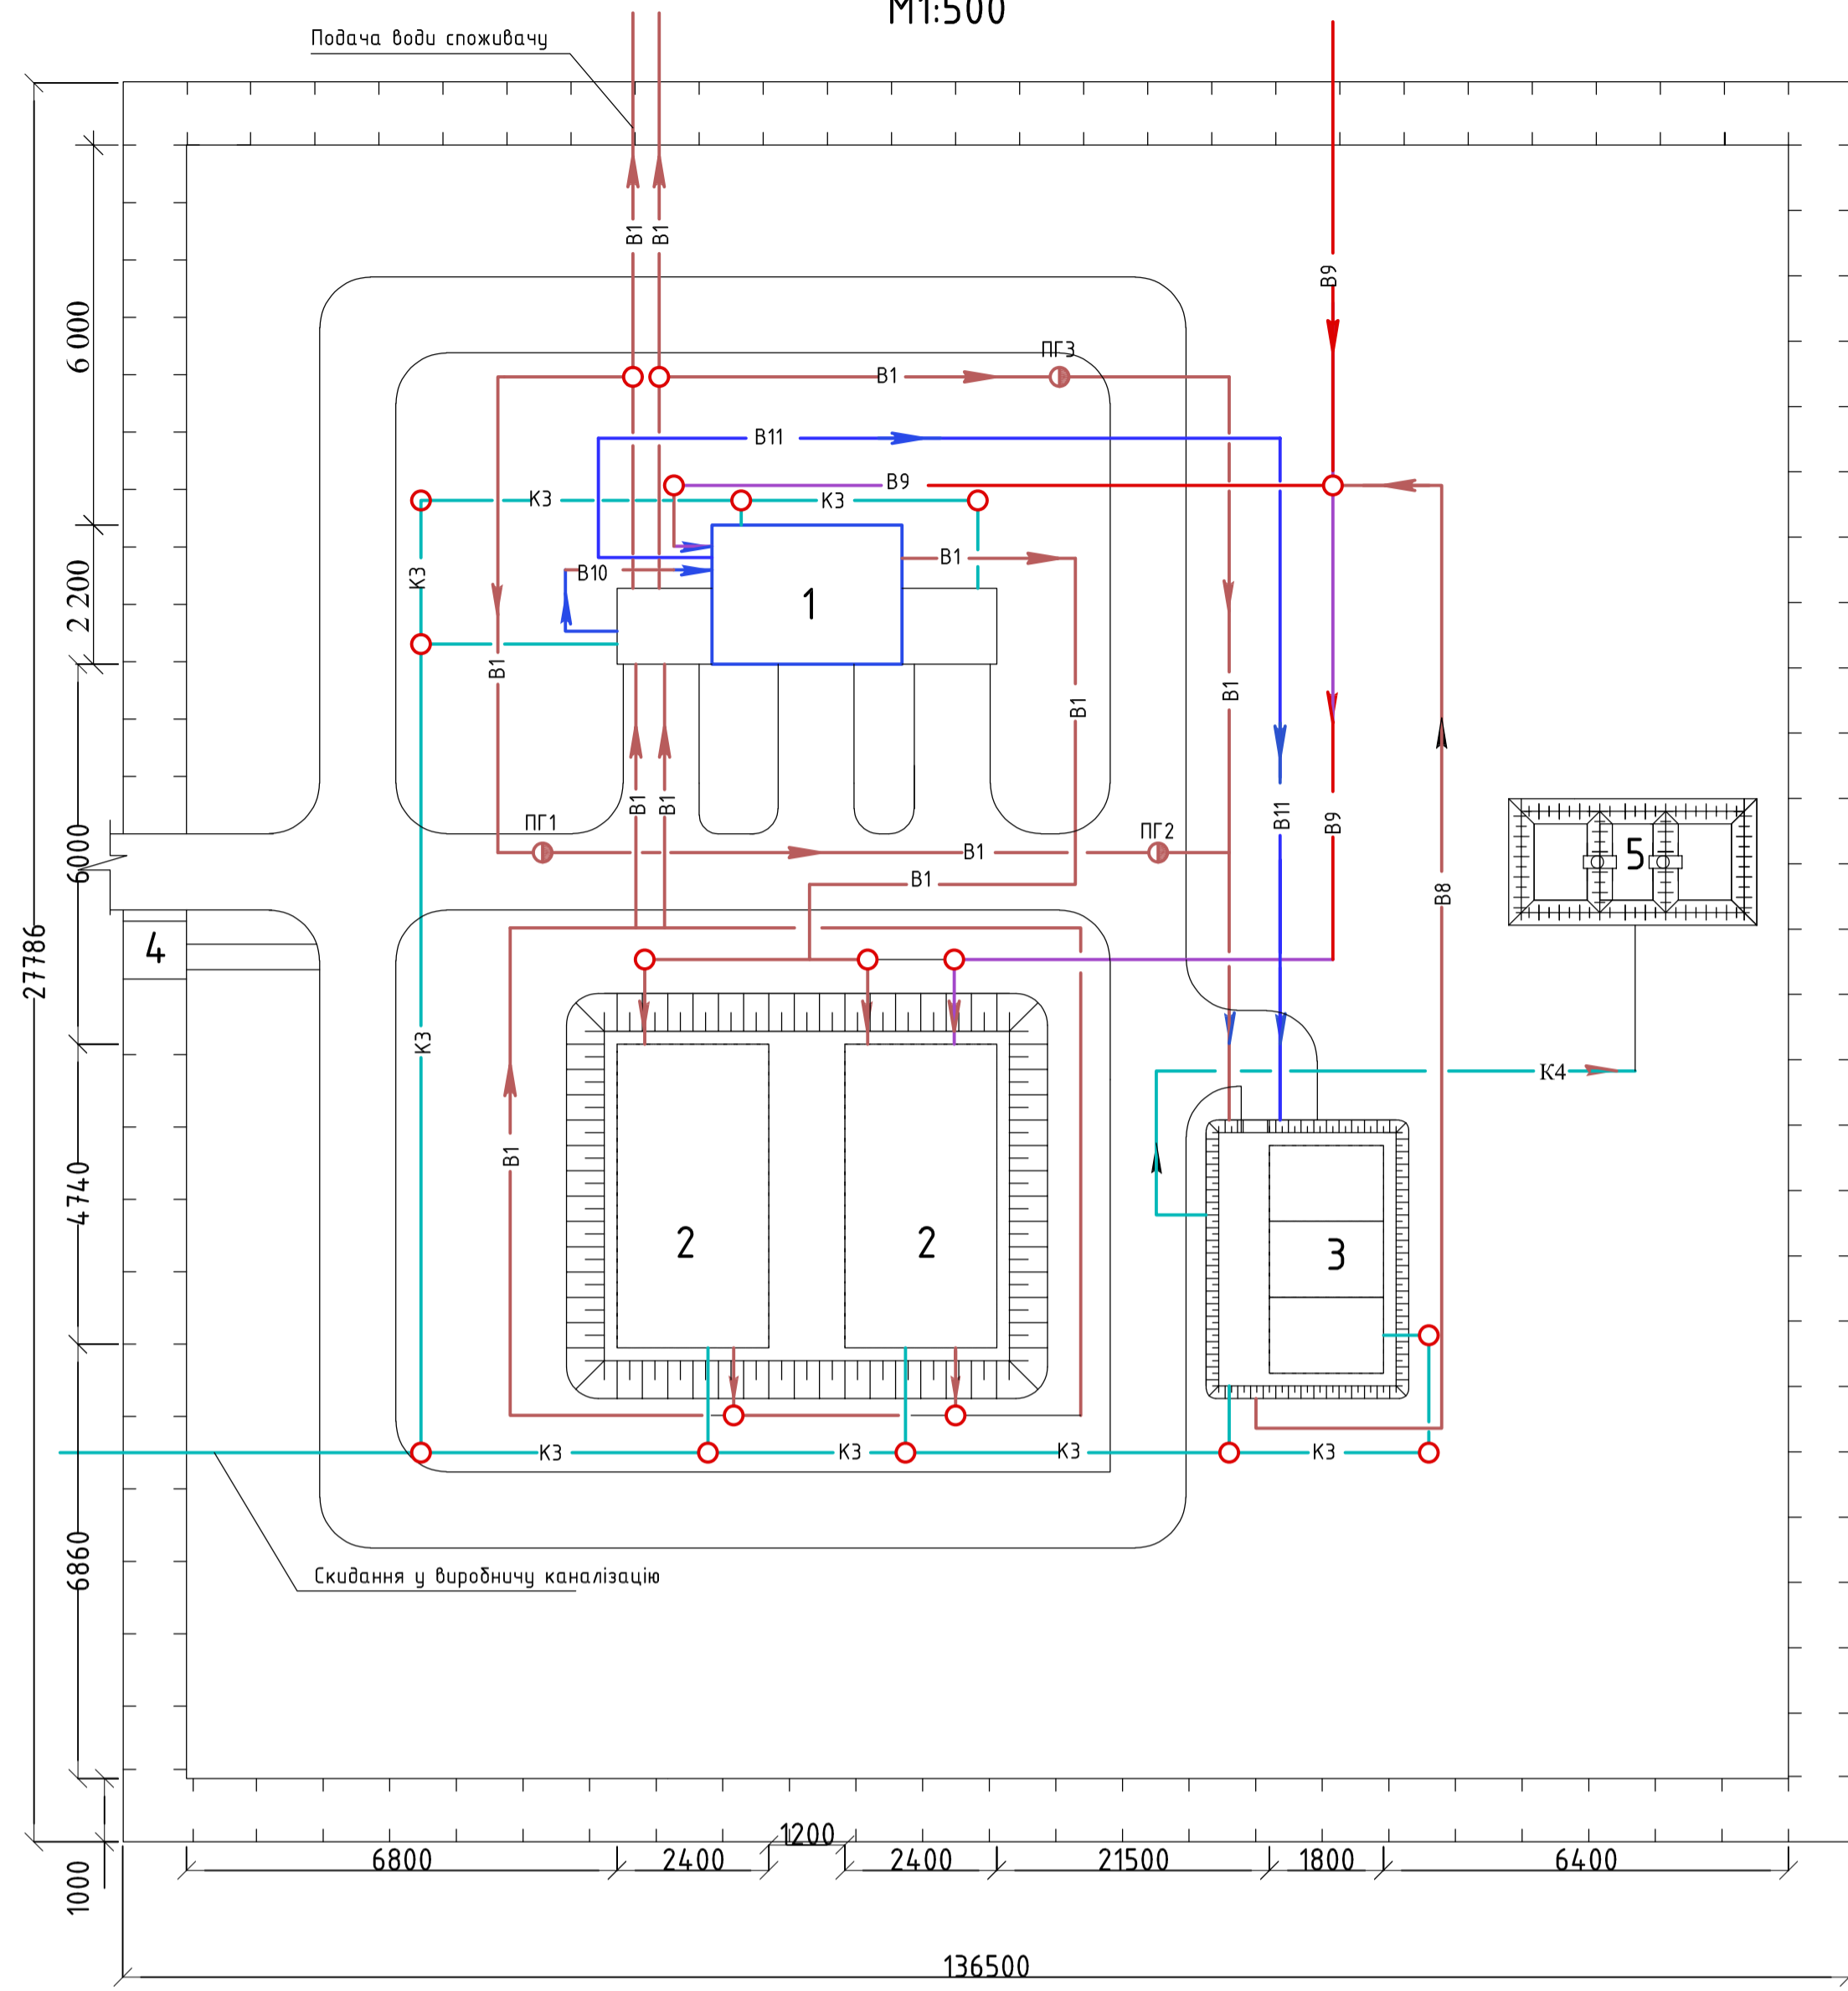 М1:500
Подача води споживачу
В1
В1
В9
6 000
ПГ3
В1
В11
В9
К3
К3
К3
В10
В1
1
2 200
В1
В1
В1
В1
В1
В11
В9
ПГ1
В1
ПГ2
5
6000
В1
В8
4
27786
К3
К4
В1
4740
2
2
3
К3
К3
К3
К3
6860
Скидання у виробничу каналізацію
1200
6800
2400
2400
21500
1800
6400
1000
136500